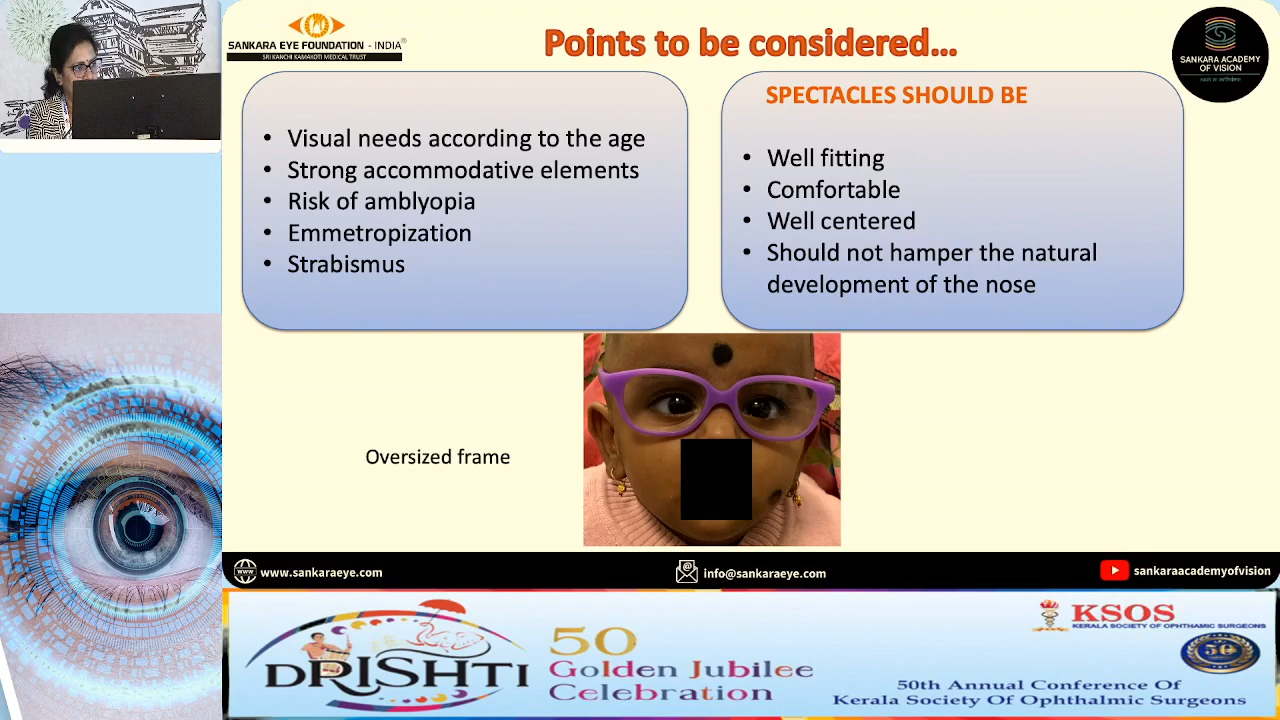 SANKARA EYE FOUNDATION - INDIA®
SRI KANCHI KAMAKOTI MEDICAL TRUST
Points to be considered…
SANKARA ACADEMY
OF VISION
• Visual needs according to the age
• Strong accommodative elements
• Risk of amblyopia
• Emmetropization
• Strabismus
SPECTACLES SHOULD BE
• Well fitting
• Comfortable
• Well centered
• Should not hamper the natural
development of the nose
Oversized frame
www.sankaraeye.com
info@sankaraeye.com
sankaraacademyofvision
DRISHTI
50
Golden Jubilee
Celebration
KSOS
KERALA SOCIETY OF OPHTHAMIC SURGEONS
50
50th Annual Conference Of
Kerala Society Of Ophthalmic Surgeons